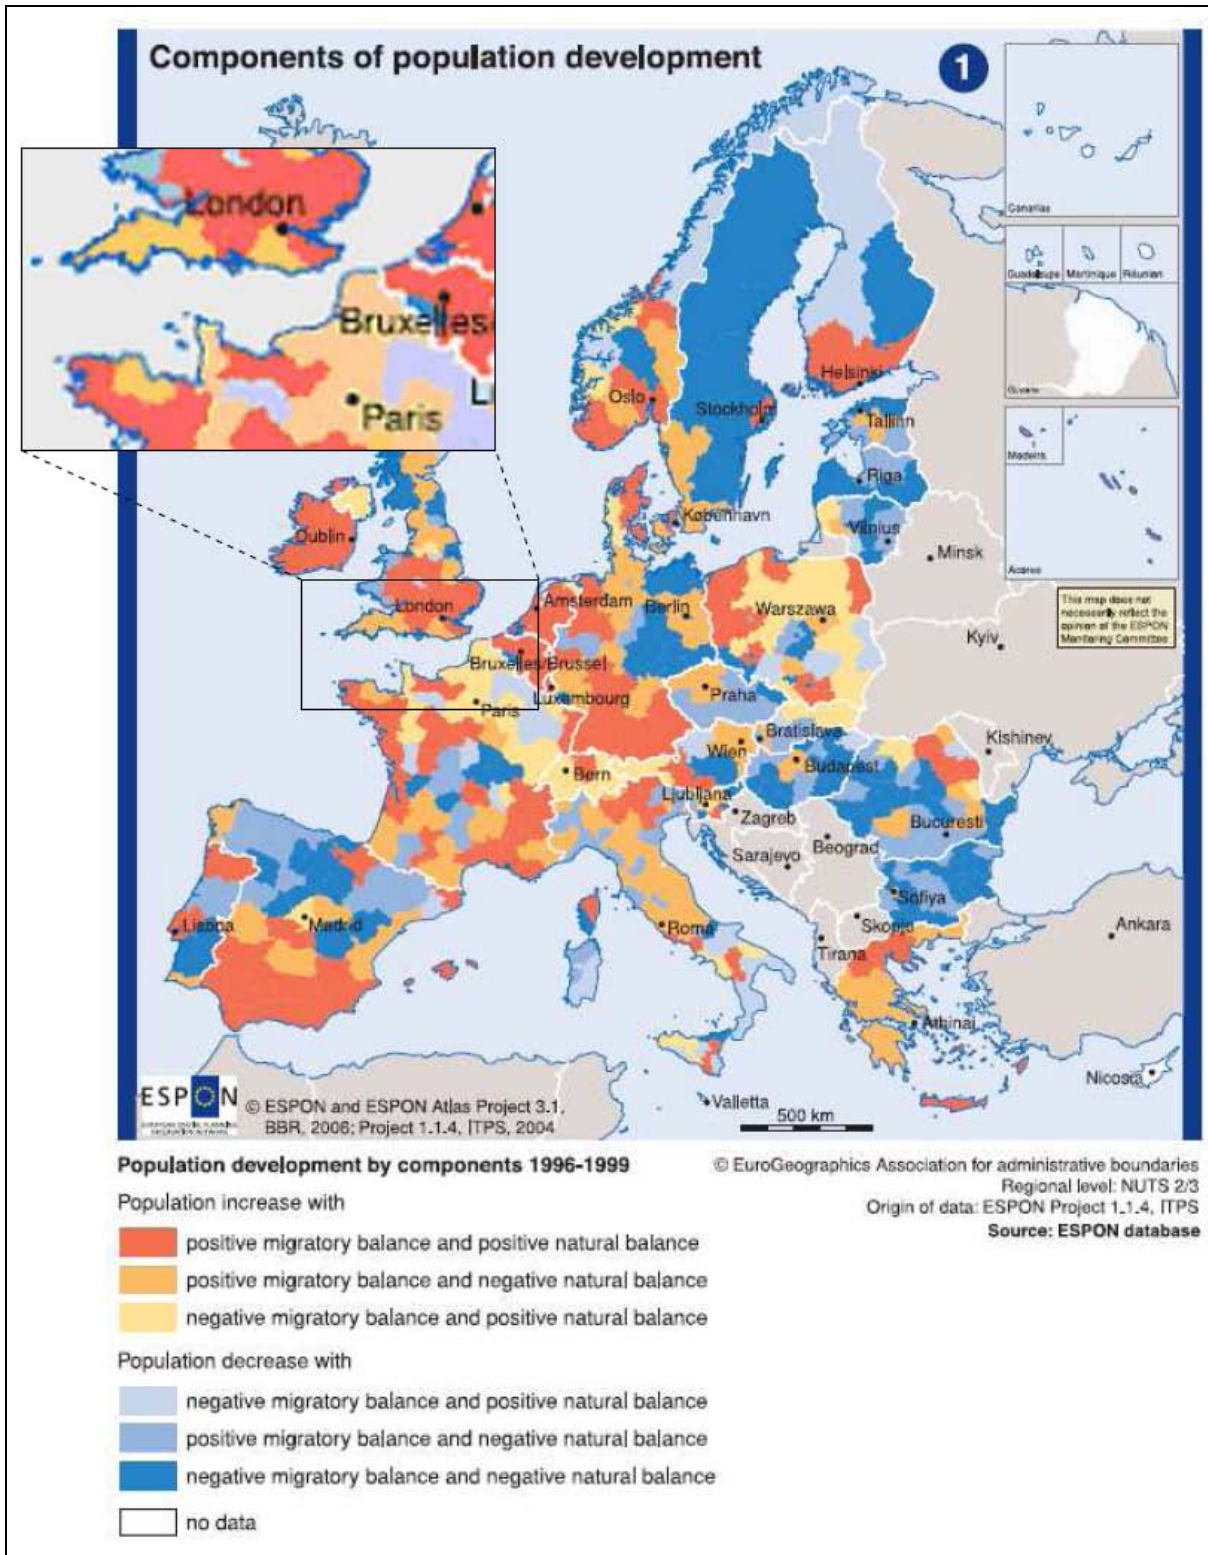 Components of population development
1
Canarias
Guadeloupe
Martinique
Réunion
Guyane
Madeira
Acores
This map does not
necessarily reflect the
opinion of the ESPON
Monitoring Committee
London
Bruxelles
Paris
Helsinki
Oslo
Stockholm
Tallinn
Riga
København
Vilnius
Minsk
Dublin
London
Amsterdam
Berlin
Warszawa
Kyiv
Bruxelles/Brussel
Luxembourg
Praha
Paris
Bratislava
Kishinev
Wien
Budapest
Bern
Ljubljana
Zagreb
Bucuresti
Beograd
Sarajevo
Sofiya
Lisboa
Madrid
Roma
Skopje
Ankara
Tirana
Athinai
Nicosia
Valletta
500 km
ESPON
© ESPON and ESPON Atlas Project 3.1,
BBR, 2006; Project 1.1.4, ITPS, 2004
Population development by components 1996-1999
© EuroGeographics Association for administrative boundaries
Regional level: NUTS 2/3
Origin of data: ESPON Project 1.1.4, ITPS
Source: ESPON database
Population increase with
positive migratory balance and positive natural balance
positive migratory balance and negative natural balance
negative migratory balance and positive natural balance
Population decrease with
negative migratory balance and positive natural balance
positive migratory balance and negative natural balance
negative migratory balance and negative natural balance
no data